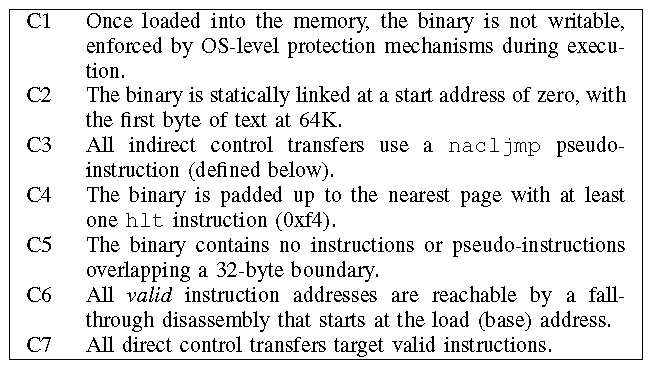 C1 Once loaded into the memory, the binary is not writable,
enforced by OS-level protection mechanisms during execu-
tion.
C2 The binary is statically linked at a start address of zero, with
the first byte of text at 64K.
C3 All indirect control transfers use a nacljmp pseudo-
instruction (defined below).
C4 The binary is padded up to the nearest page with at least
one hlt instruction (0xf4).
C5 The binary contains no instructions or pseudo-instructions
overlapping a 32-byte boundary.
C6 All valid instruction addresses are reachable by a fall-
through disassembly that starts at the load (base) address.
C7 All direct control transfers target valid instructions.